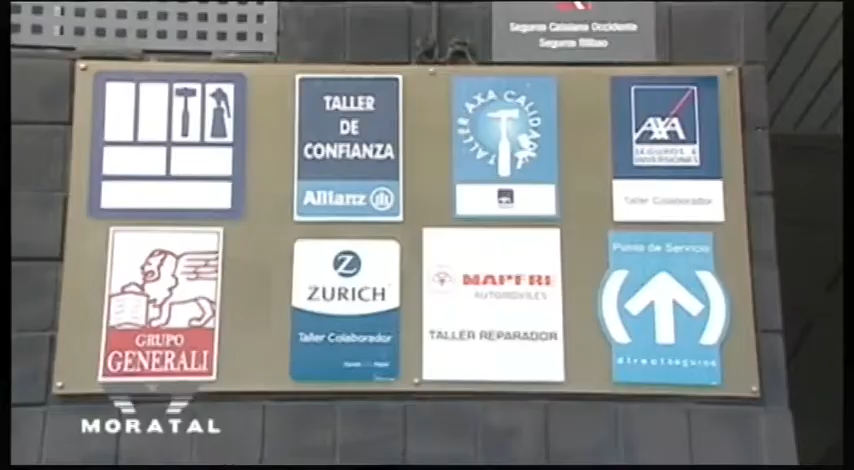 Seguros Catalana Occidente
Seguros Bilbao
TALLER
DE
CONFIANZA
Allianz
TALLER AXA CALIDAD
AXA
SEGUROS E
INVERSIONES
Taller Colaborador
GRUPO
GENERALI
Z
ZURICH
Taller Colaborador
MAPFRE
AUTOMOVILES
TALLER REPARADOR
Punto de Servicio
directseguros
MORATAL